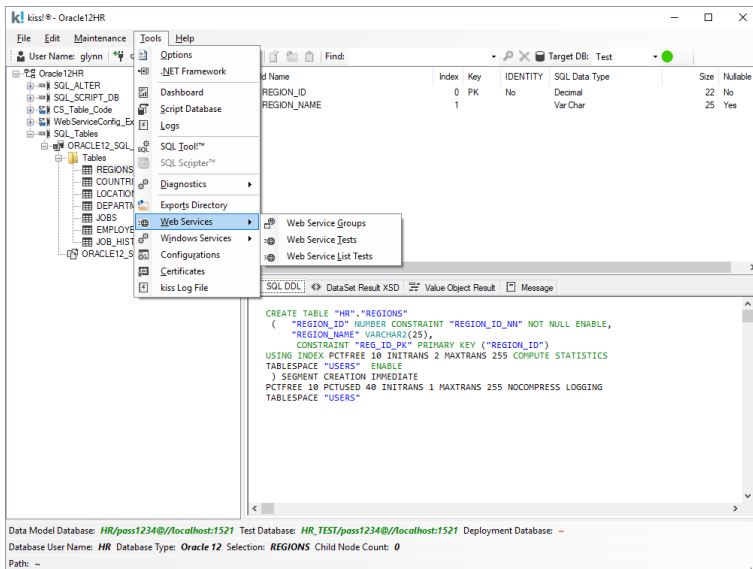 k! kiss!® - Oracle12HR
File Edit Maintenance Tools Help
User Name: glynn Find: Target DB: Test
Oracle12HR
SQL_ALTER
SQL_SCRIPT_DB
CS_Table_Code
WebServiceConfig_Ex
SQL_Tables
ORACLE12_SQL_
Tables
REGIONS
COUNTRI
LOCATION
DEPARTM
JOBS
EMPLOYE
JOB_HIST
ORACLE12_S
Options
.NET Framework
Dashboard
Script Database
Logs
SQL Tool!™
SQL Scripter™
Diagnostics
Exports Directory
Web Services
Windows Services
Configurations
Certificates
kiss Log File
Web Service Groups
Web Service Tests
Web Service List Tests
ld Name Index Key IDENTITY SQL Data Type Size Nullable
REGION_ID 0 PK No Decimal 22 No
REGION_NAME 1 Var Char 25 Yes
SQL DDL DataSet Result XSD Value Object Result Message
CREATE TABLE "HR"."REGIONS"
( "REGION_ID" NUMBER CONSTRAINT "REGION_ID_NN" NOT NULL ENABLE,
"REGION_NAME" VARCHAR2(25),
CONSTRAINT "REG_ID_PK" PRIMARY KEY ("REGION_ID")
USING INDEX PCTFREE 10 INITRANS 2 MAXTRANS 255 COMPUTE STATISTICS
TABLESPACE "USERS" ENABLE
) SEGMENT CREATION IMMEDIATE
PCTFREE 10 PCTUSED 40 INITRANS 1 MAXTRANS 255 NOCOMPRESS LOGGING
TABLESPACE "USERS"
Data Model Database: HR/pass1234@//localhost:1521 Test Database: HR_TEST/pass1234@//localhost:1521 Deployment Database: ~
Database User Name: HR Database Type: Oracle 12 Selection: REGIONS Child Node Count: 0
Path: ~